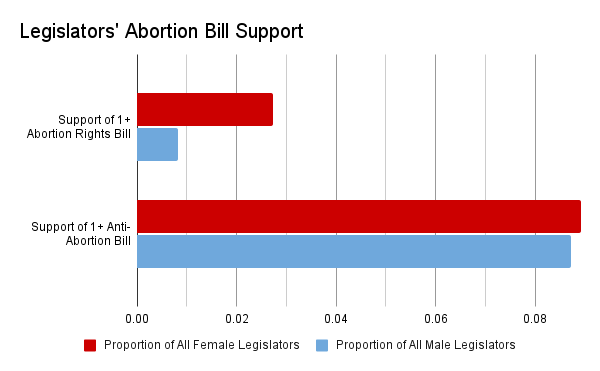 Legislators' Abortion Bill Support
Support of 1+
Abortion Rights Bill
Support of 1+ Anti-
Abortion Bill
0.00 0.02 0.04 0.06 0.08
Proportion of All Female Legislators Proportion of All Male Legislators